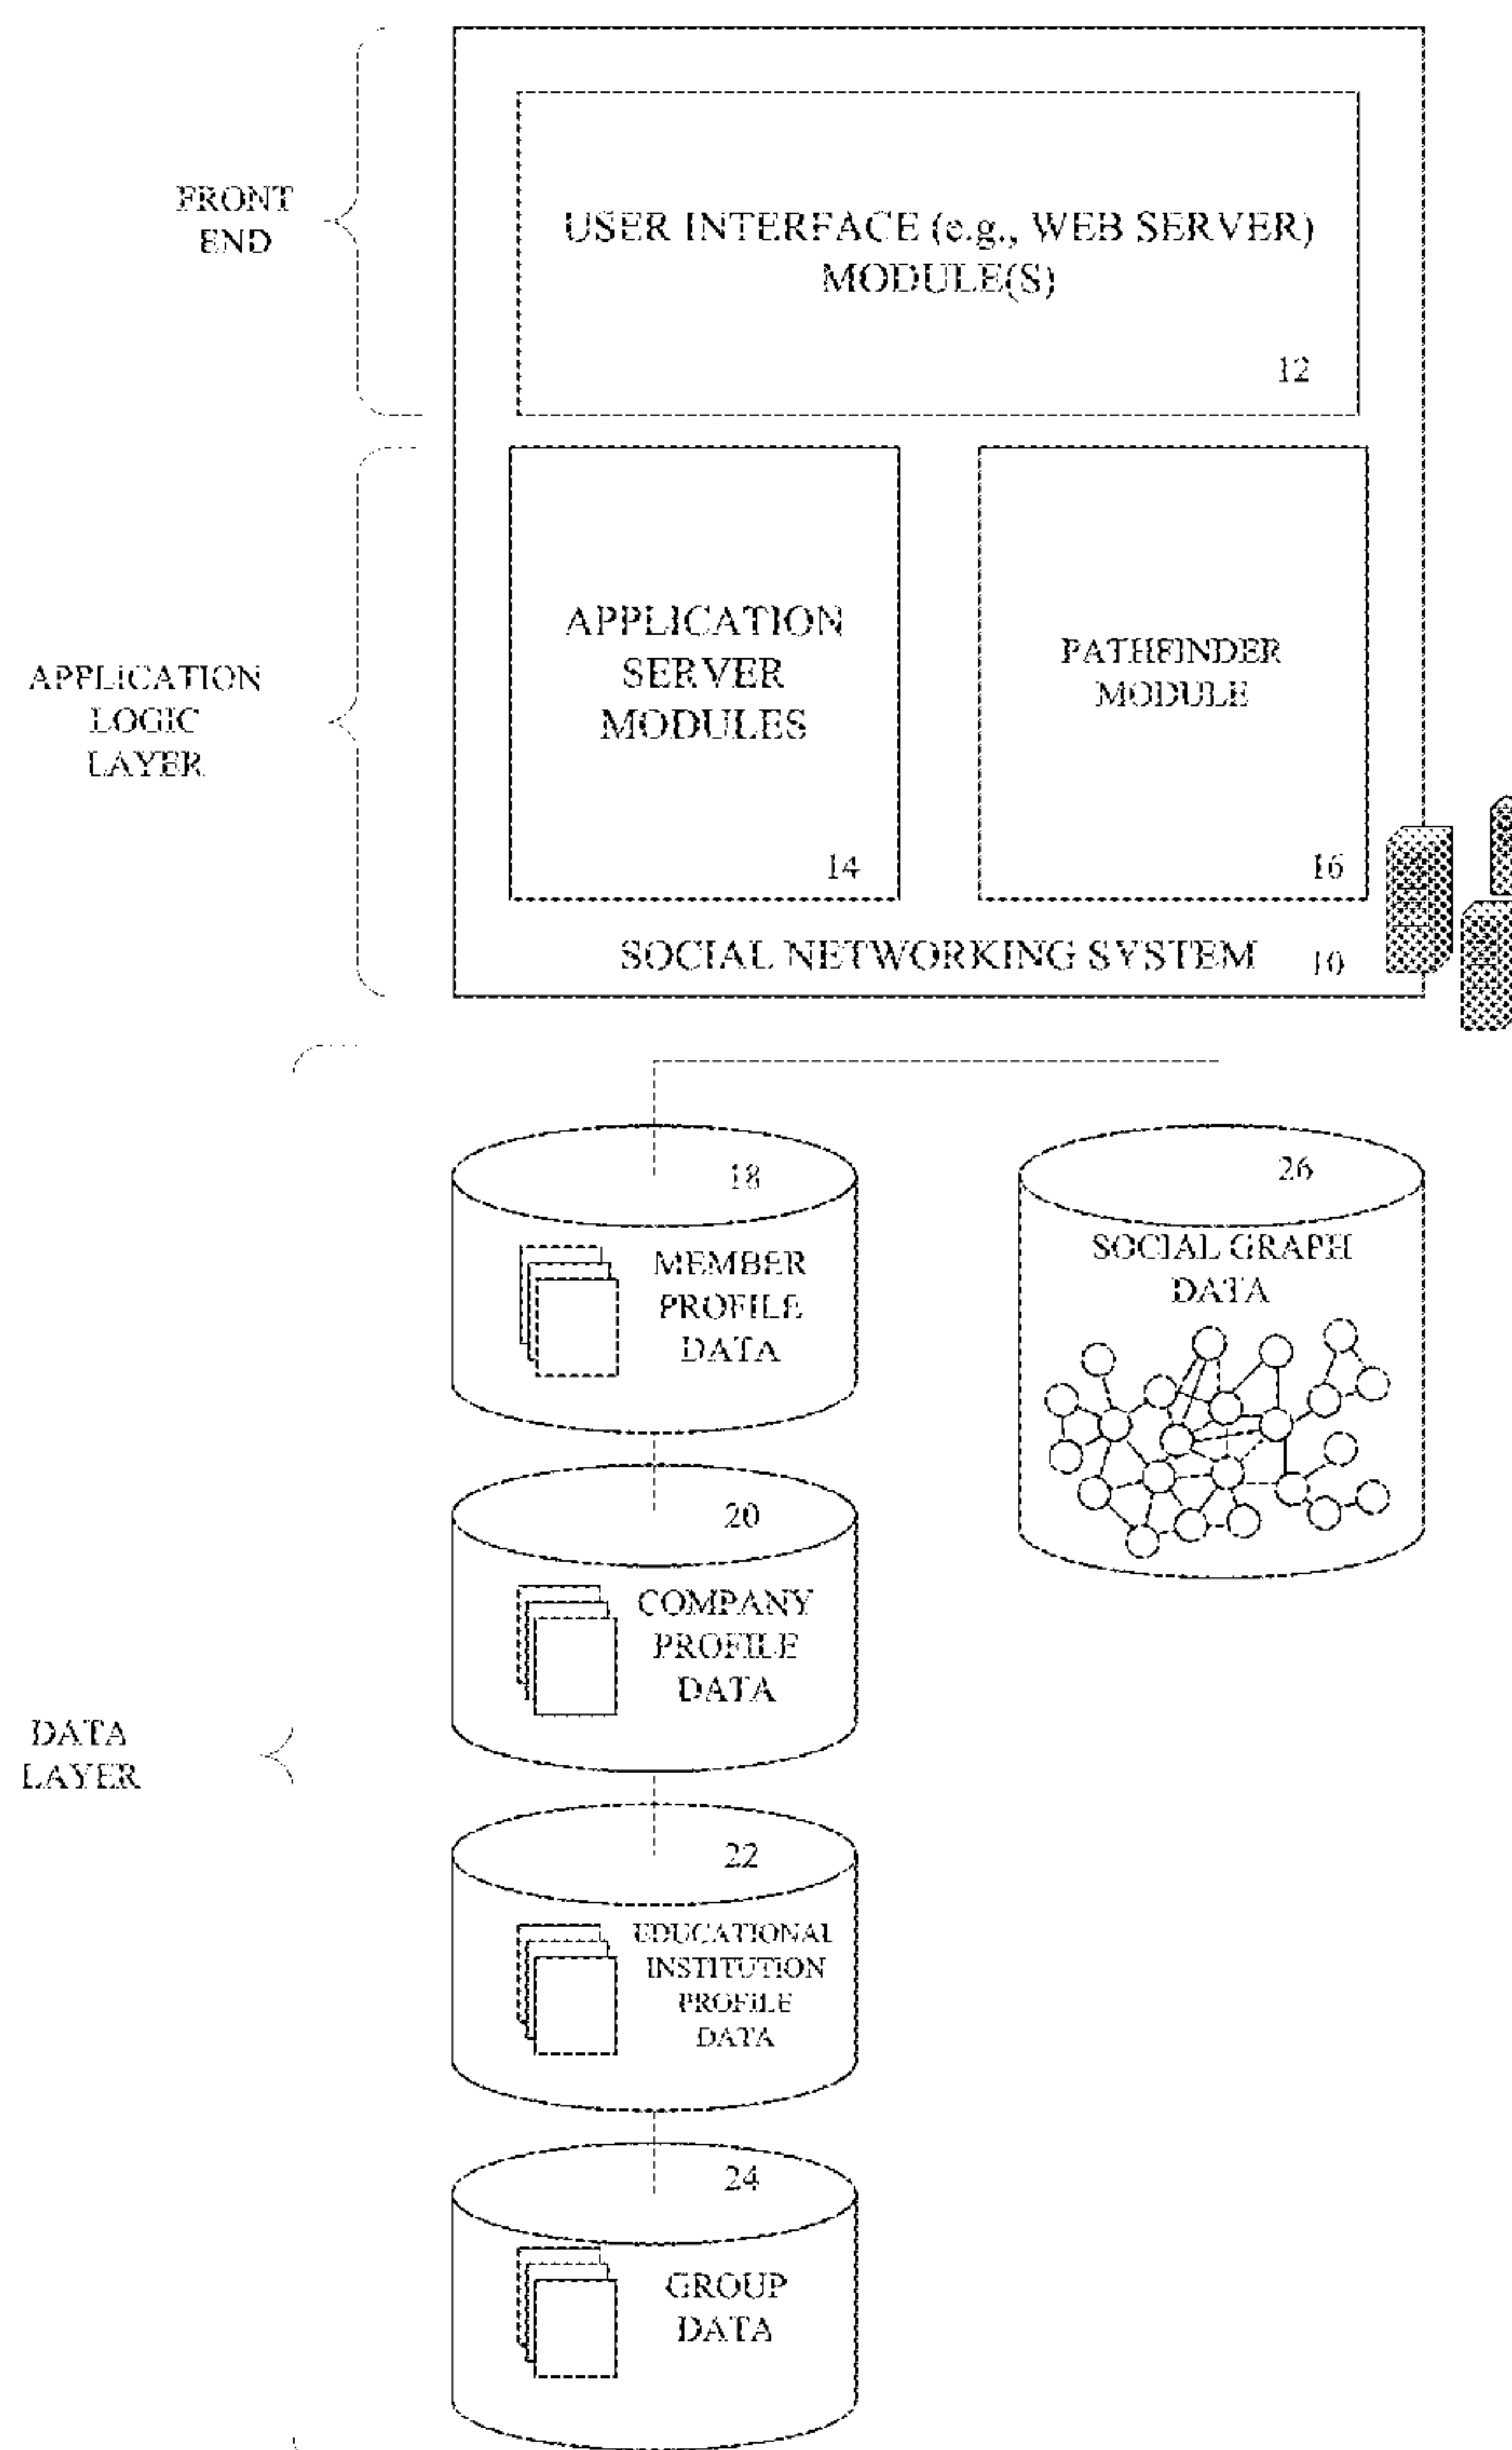 FRONT
END
USER INTERFACE (e.g., WEB SERVER)
MODULE(S)
12
APPLICATION
LOGIC
LAYER
APPLICATION
SERVER
MODULES
14
PATHFINDER
MODULE
16
SOCIAL NETWORKING SYSTEM 10
18
MEMBER
PROFILE
DATA
26
SOCIAL GRAPH
DATA
20
COMPANY
PROFILE
DATA
DATA
LAYER
22
EDUCATIONAL
INSTITUTION
PROFILE
DATA
24
GROUP
DATA